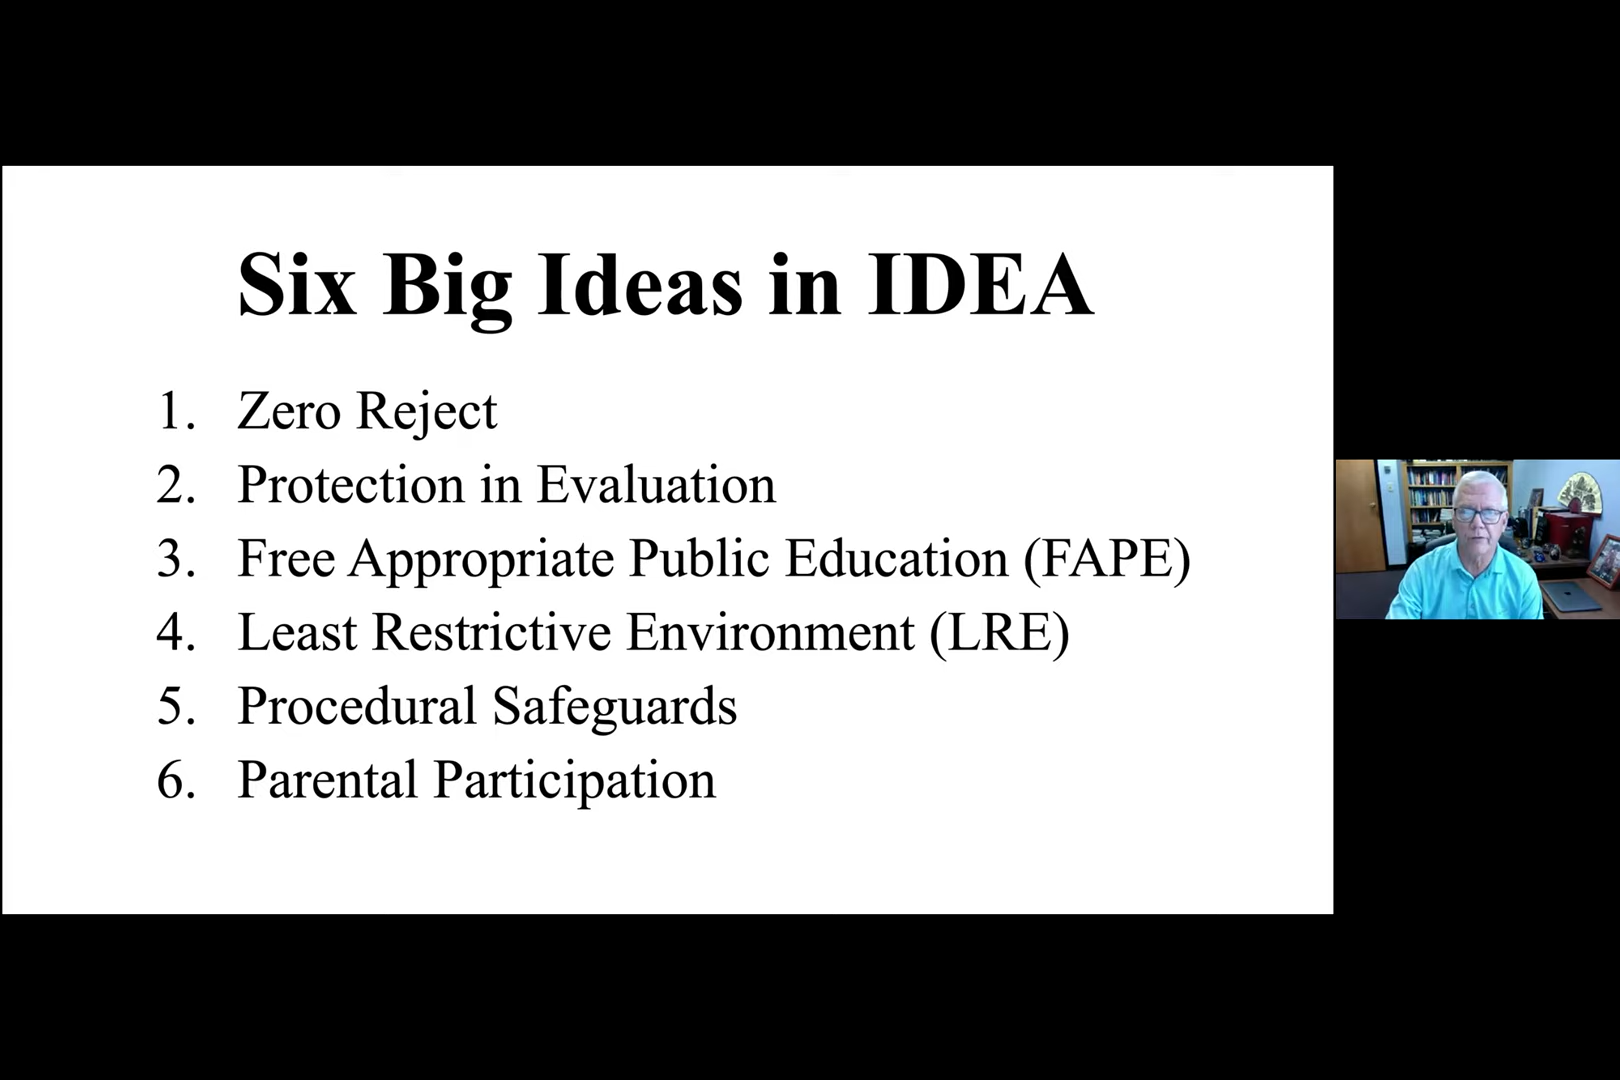 Six Big Ideas in IDEA
1. Zero Reject
2. Protection in Evaluation
3. Free Appropriate Public Education (FAPE)
4. Least Restrictive Environment (LRE)
5. Procedural Safeguards
6. Parental Participation